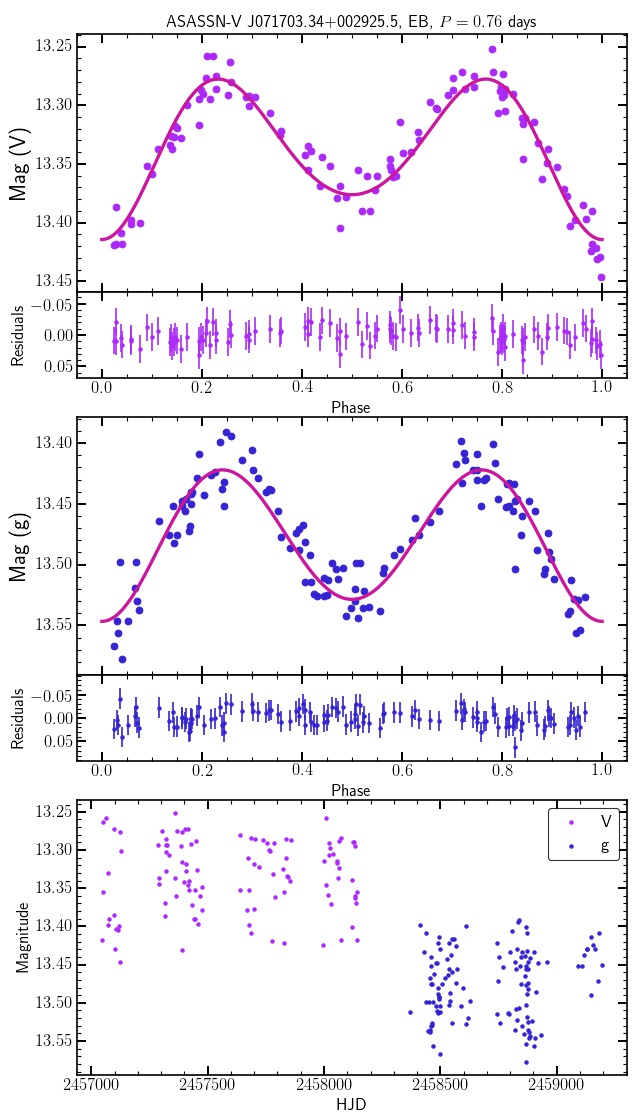 ASASSN-V J071703.34+002925.5, EB, P = 0.76 days
13.25
13.30
13.35
13.40
13.45
Mag (V)
−0.05
0.00
0.05
Residuals
0.0 0.2 0.4 0.6 0.8 1.0
Phase
13.40
13.45
13.50
13.55
Mag (g)
−0.05
0.00
0.05
Residuals
0.0 0.2 0.4 0.6 0.8 1.0
Phase
13.25
13.30
13.35
13.40
13.45
13.50
13.55
Magnitude
V
g
2457000 2457500 2458000 2458500 2459000
HJD